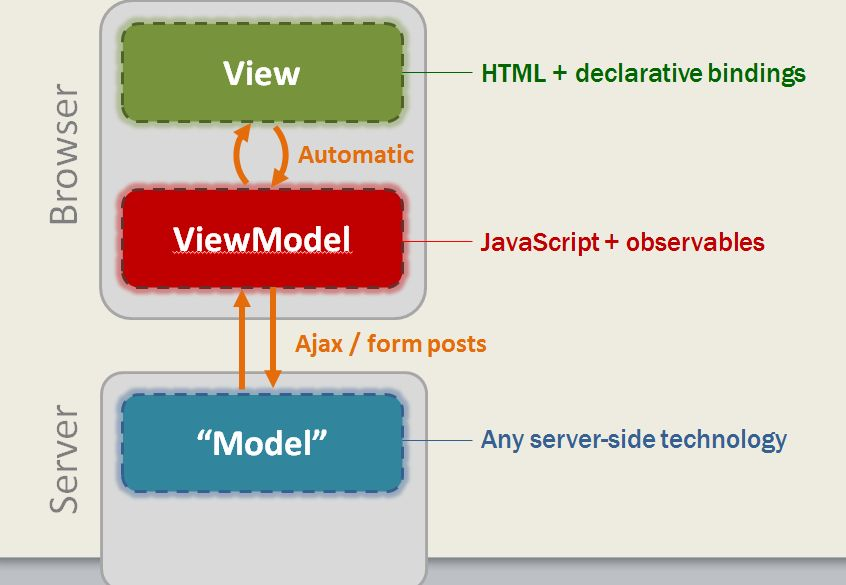 Browser
View
HTML + declarative bindings
Automatic
ViewModel
JavaScript + observables
Ajax / form posts
Server
“Model”
Any server-side technology